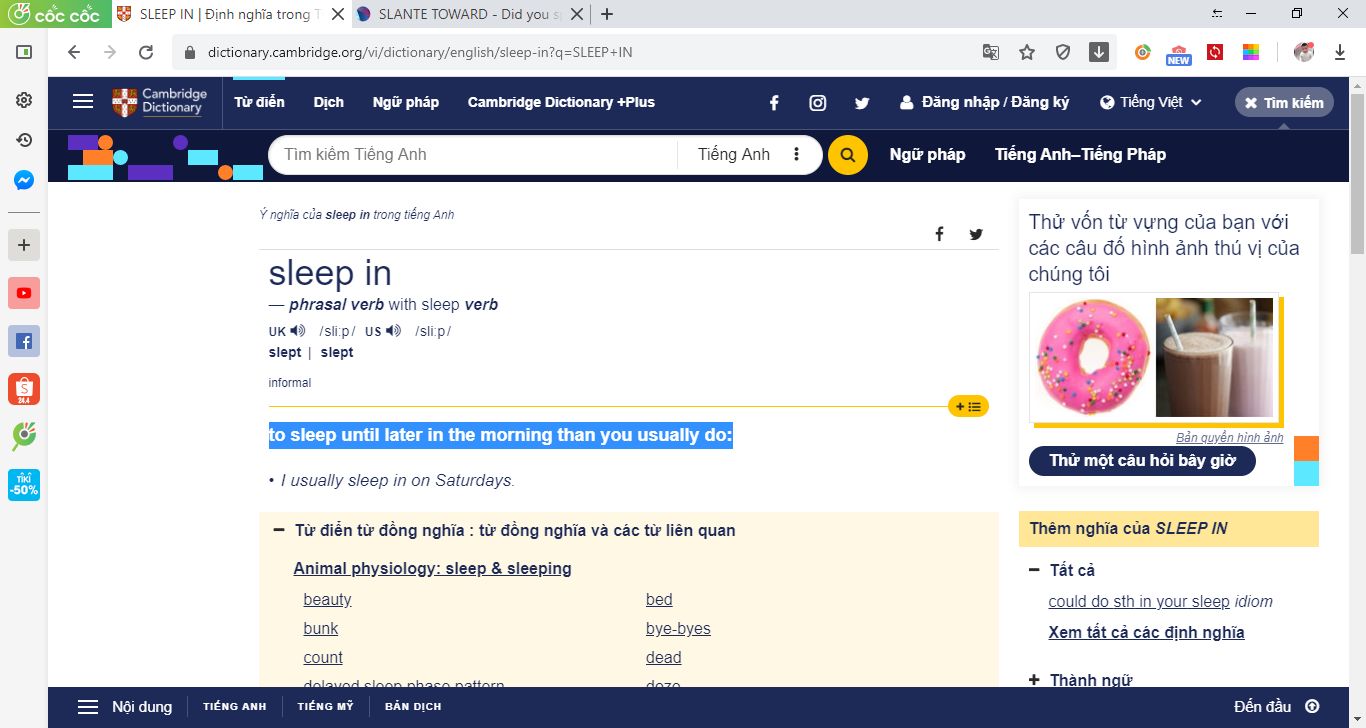 cốc cốc
SLEEP IN | Định nghĩa trong T
SLANTE TOWARD - Did you s
dictionary.cambridge.org/vi/dictionary/english/sleep-in?q=SLEEP+IN
NEW
Cambridge
Dictionary
Từ điển
Dịch
Ngữ pháp
Cambridge Dictionary +Plus
Đăng nhập / Đăng ký
Tiếng Việt
Tìm kiếm
Tìm kiếm Tiếng Anh
Tiếng Anh
Ngữ pháp
Tiếng Anh–Tiếng Pháp
24.4
TIKI
-50%
Ý nghĩa của sleep in trong tiếng Anh
sleep in
— phrasal verb with sleep verb
UK /sliːp/ US /sliːp/
slept | slept
informal
to sleep until later in the morning than you usually do:
• I usually sleep in on Saturdays.
Từ điển từ đồng nghĩa : từ đồng nghĩa và các từ liên quan
Animal physiology: sleep & sleeping
beauty
bed
bunk
bye-byes
count
dead
delayed sleep phase pattern
doze
Thử vốn từ vựng của bạn với
các câu đố hình ảnh thú vị của
chúng tôi
Bản quyền hình ảnh
Thử một câu hỏi bây giờ
Thêm nghĩa của SLEEP IN
Tất cả
could do sth in your sleep idiom
Xem tất cả các định nghĩa
Thành ngữ
Nội dung
TIẾNG ANH
TIẾNG MỸ
BẢN DỊCH
Đến đầu